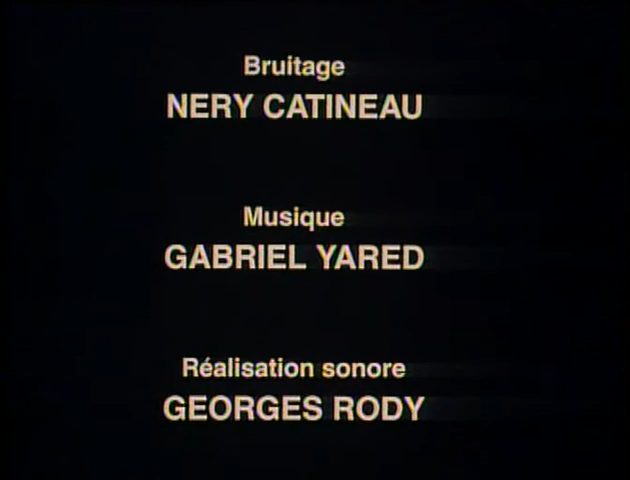 Bruitage
NERY CATINEAU
Musique
GABRIEL YARED
Réalisation sonore
GEORGES RODY